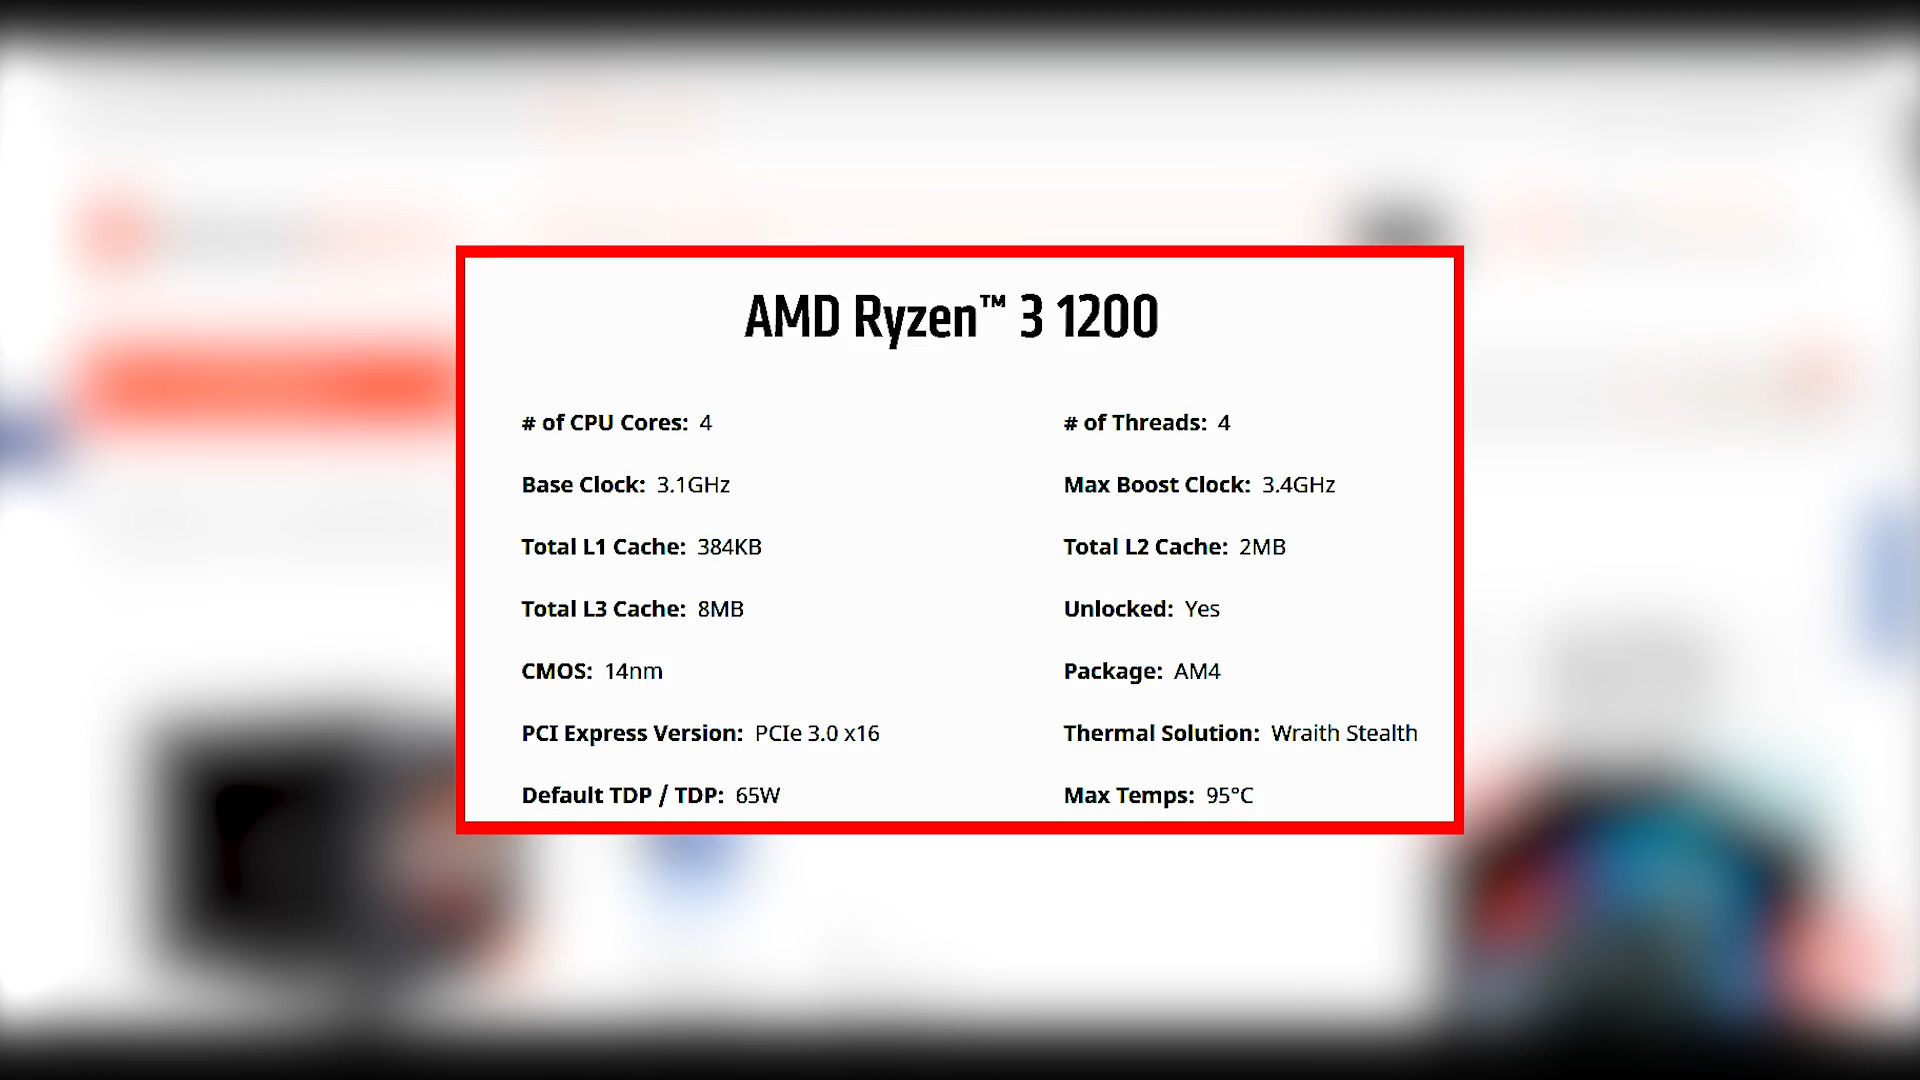 AMD Ryzen™ 3 1200
# of CPU Cores: 4
# of Threads: 4
Base Clock: 3.1GHz
Max Boost Clock: 3.4GHz
Total L1 Cache: 384KB
Total L2 Cache: 2MB
Total L3 Cache: 8MB
Unlocked: Yes
CMOS: 14nm
Package: AM4
PCI Express Version: PCIe 3.0 x16
Thermal Solution: Wraith Stealth
Default TDP / TDP: 65W
Max Temps: 95°C